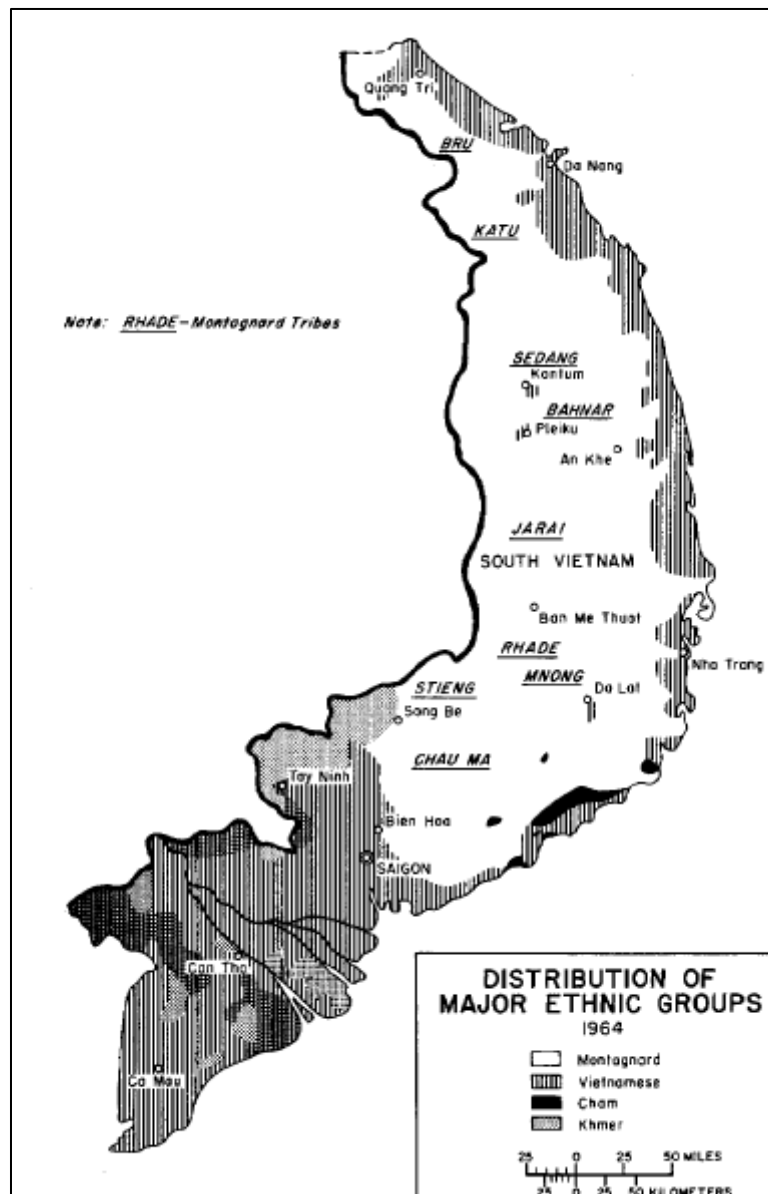 Quang Tri
BRU
Da Nang
KATU
Note: RHADE-Montagnard Tribes
SEDANG
Kontum
BAHNAR
Pleiku
An Khe
JARAI
SOUTH VIETNAM
Ban Me Thuot
RHADE
Nha Trang
MNONG
STIENG
Da Lat
Song Be
CHAU MA
Tay Ninh
Bien Hoa
SAIGON
Can Tho
Ca Mau
DISTRIBUTION OF
MAJOR ETHNIC GROUPS
1964
Montagnard
Vietnamese
Cham
Khmer
25 0 25 50 MILES
25 0 25 50 KILOMETERS